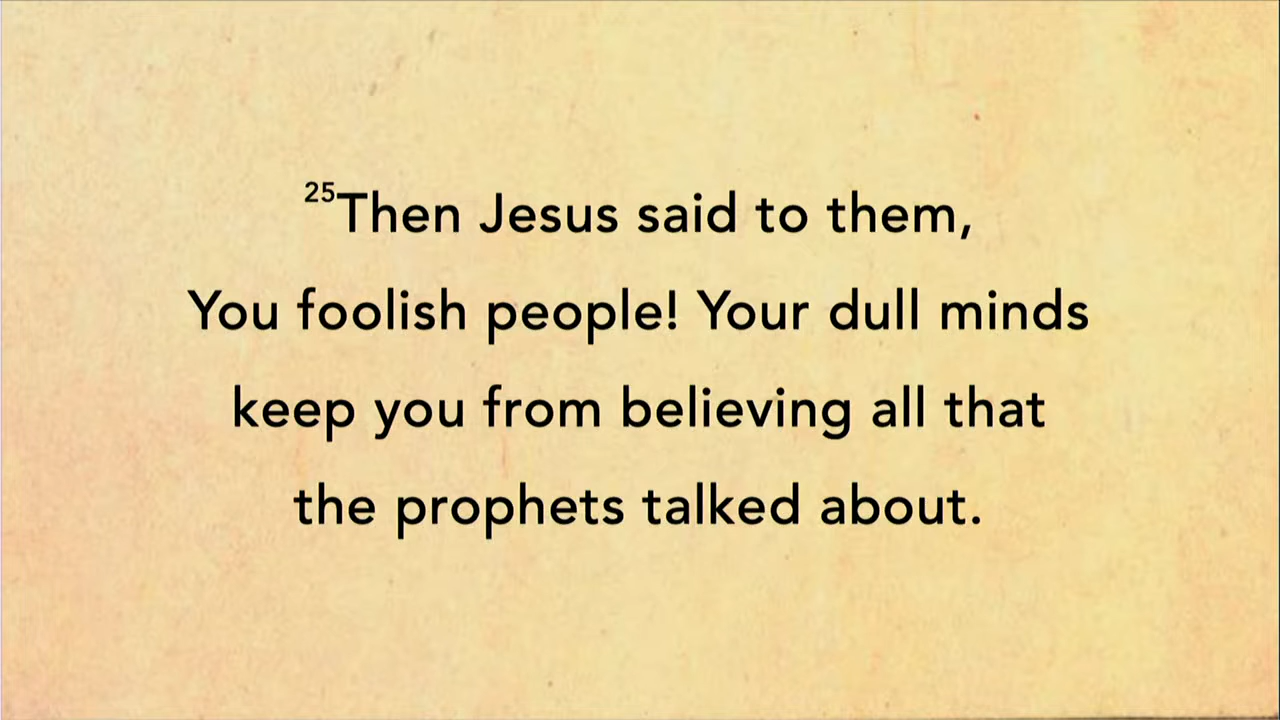 25Then Jesus said to them,
You foolish people! Your dull minds
keep you from believing all that
the prophets talked about.